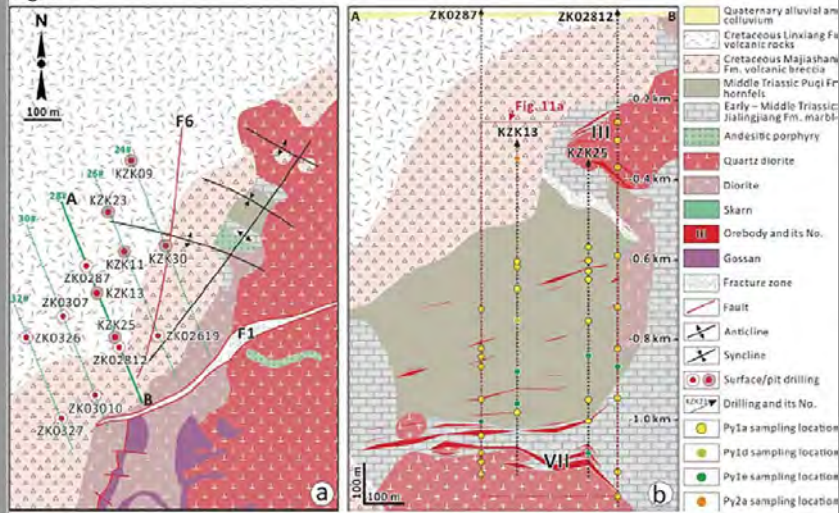 N
100 m
F6
24#
26#
28#
30#
32#
A
KZK09
KZK23
KZK11
KZK30
ZK0287
KZK13
ZK0307
KZK25
ZK0326
ZK02812
ZK02619
F1
B
ZK03010
ZK0327
a
A
ZK0287
ZK02812
B
Fig. 11a
KZK13
KZK25
III
VII
-0.2 km
-0.4 km
-0.6 km
-0.8 km
-1.0 km
100 m
100 m
b
Quaternary alluvial and
colluvium
Cretaceous Linxiang Fm
volcanic rocks
Cretaceous Majiashan
Fm. volcanic breccia
Middle Triassic Puqi Fm
hornfels
Early - Middle Triassic
Jialingjiang Fm. marbl
Andesitic porphyry
Quartz diorite
Diorite
Skarn
III Orebody and its No.
Gossan
Fracture zone
Fault
Anticline
Syncline
Surface/pit drilling
Drilling and its No.
Py1a sampling location
Py1d sampling location
Py1e sampling location
Py2a sampling location